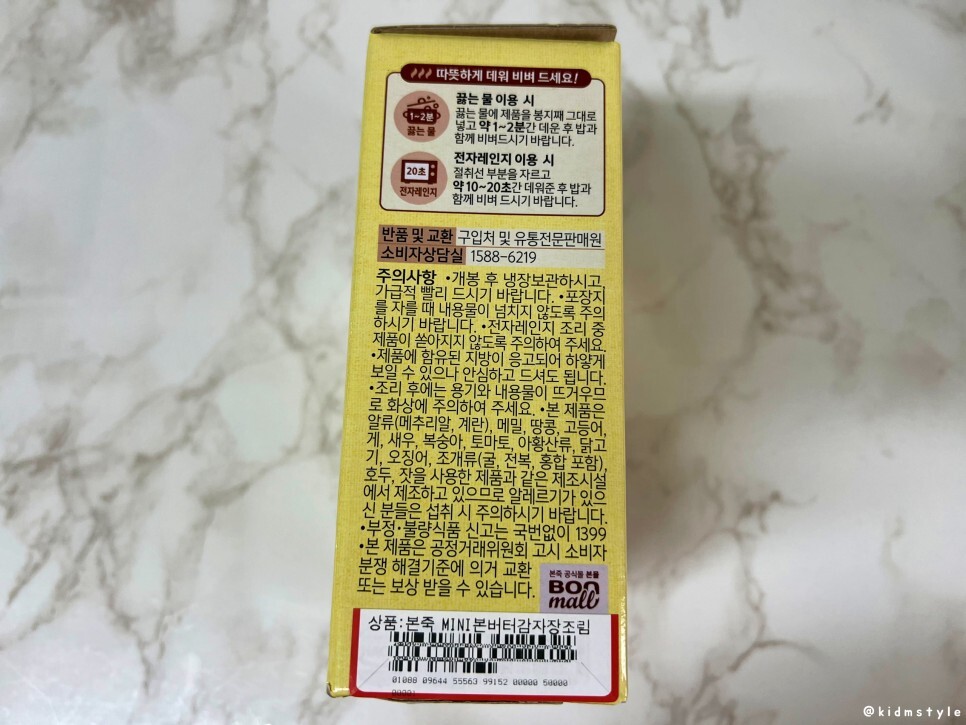 따뜻하게 데워 비벼 드세요!
1~2분
끓는 물
끓는 물 이용 시
끓는 물에 제품을 봉지째 그대로
넣고 약 1~2분간 데운 후 밥과
함께 비벼드시기 바랍니다.
20초
전자레인지
전자레인지 이용 시
절취선 부분을 자르고
약 10~20초간 데워준 후 밥과
함께 비벼 드시기 바랍니다.
반품 및 교환 구입처 및 유통전문판매원
소비자상담실 1588-6219
주의사항 •개봉 후 냉장보관하시고,
가급적 빨리 드시기 바랍니다. •포장지
를 자를 때 내용물이 넘치지 않도록 주의
하시기 바랍니다. •전자레인지 조리 중
제품이 쏟아지지 않도록 주의하여 주세요.
•제품에 함유된 지방이 응고되어 하얗게
보일 수 있으나 안심하고 드셔도 됩니다.
•조리 후에는 용기와 내용물이 뜨거우므
로 화상에 주의하여 주세요. •본 제품은
알류(메추리알, 계란), 메밀, 땅콩, 고등어,
게, 새우, 복숭아, 토마토, 아황산류, 닭고
기, 오징어, 조개류(굴, 전복, 홍합 포함),
호두, 잣을 사용한 제품과 같은 제조시설
에서 제조하고 있으므로 알레르기가 있으
신 분들은 섭취 시 주의하시기 바랍니다.
•부정·불량식품 신고는 국번없이 1399
•본 제품은 공정거래위원회 고시 소비자
분쟁 해결기준에 의거 교환
또는 보상 받을 수 있습니다.
본죽 공식몰 본몰
BON
mall
상품:본죽 MINI본버터감자장조림
01088 09644 55563 99152 00000 50000
00001
@kidmstyle